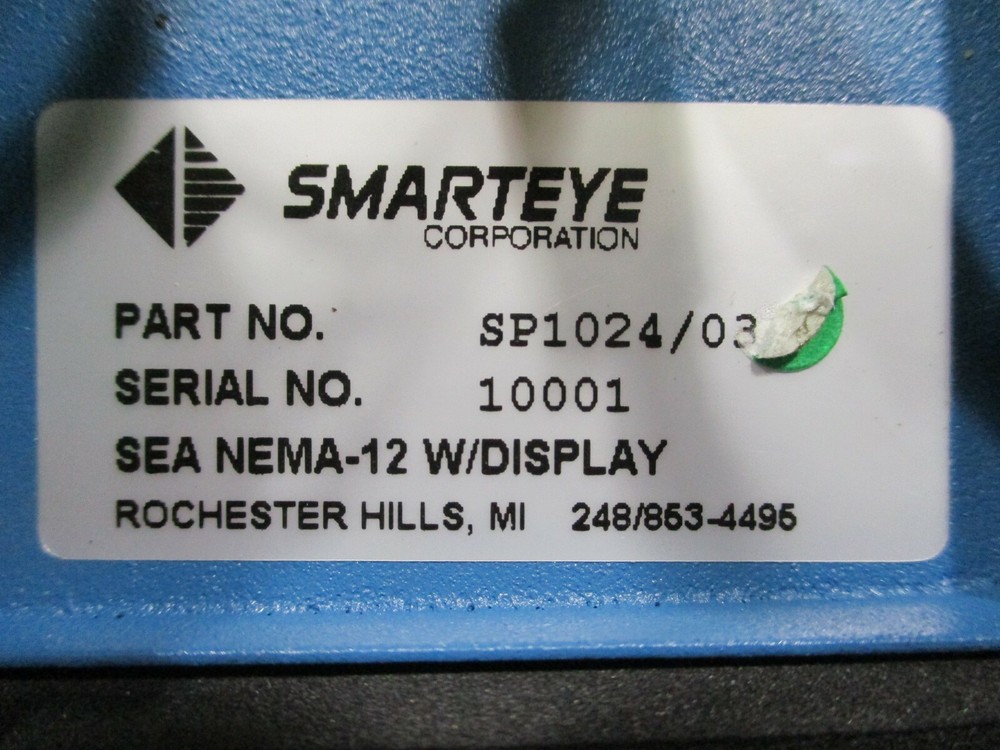 SMARTEYE
CORPORATION
PART NO. SP1024/03
SERIAL NO. 10001
SEA NEMA-12 W/DISPLAY
ROCHESTER HILLS, MI 248/853-4495